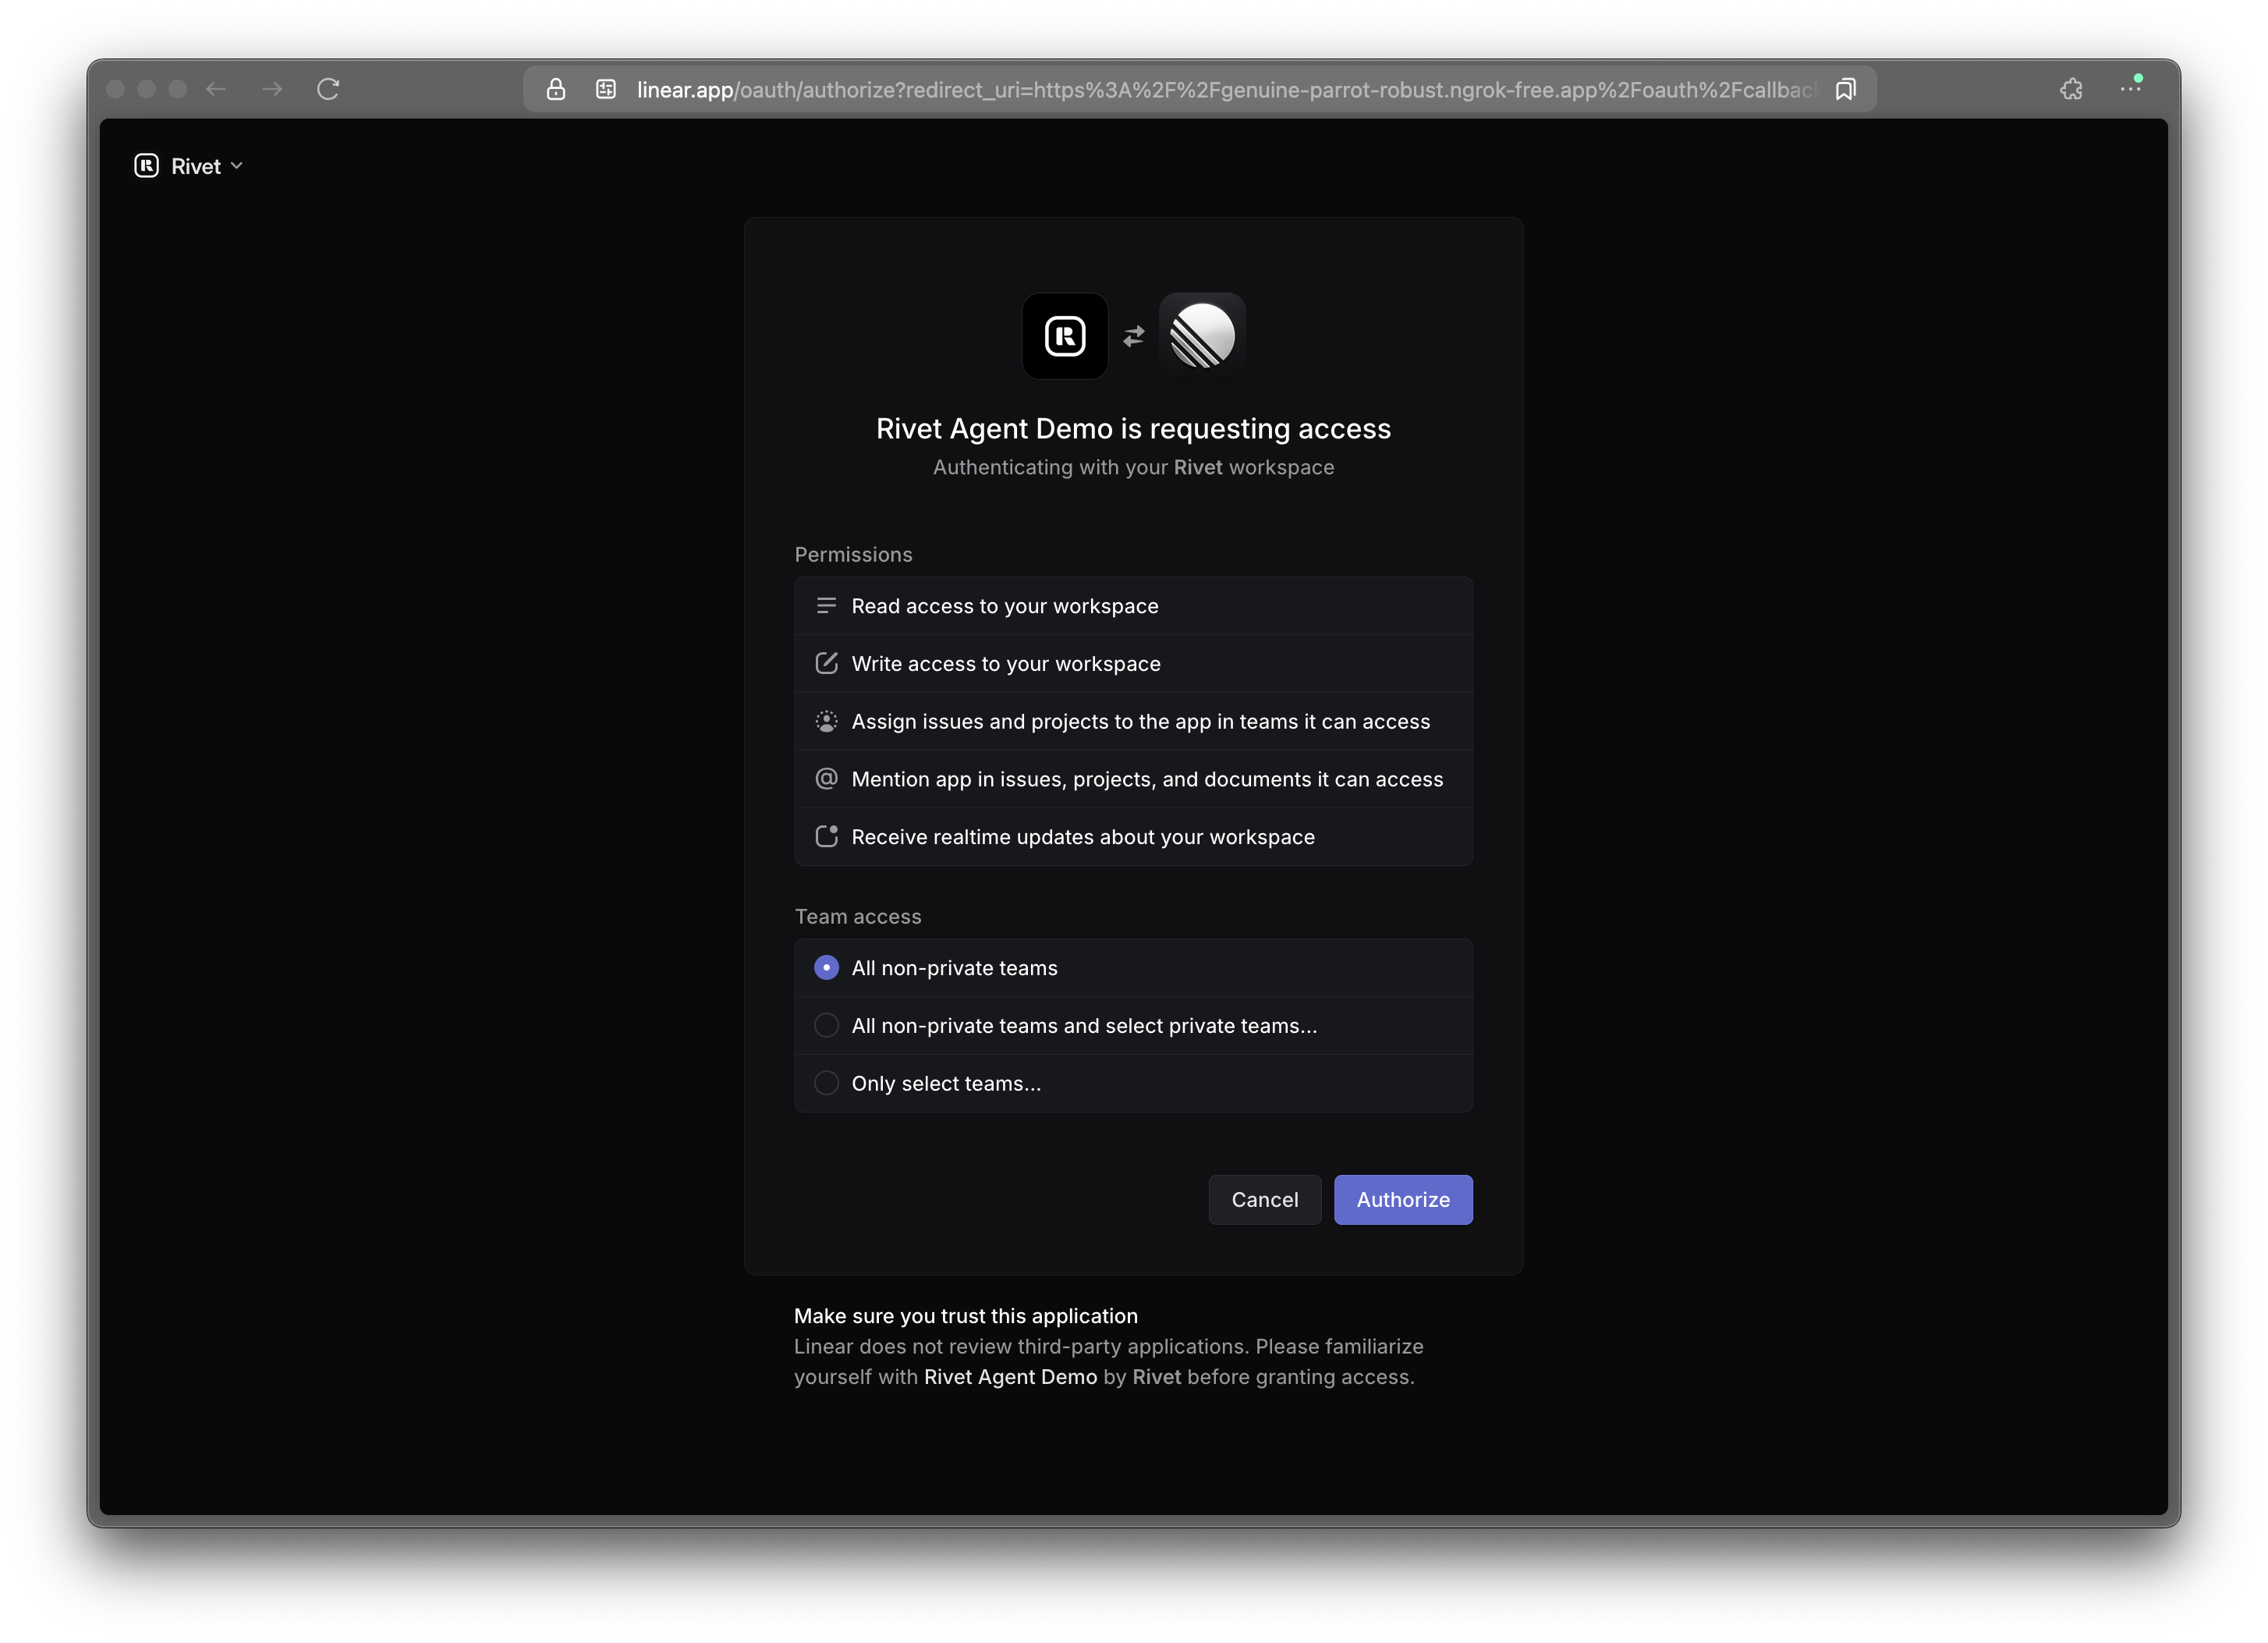 linear.app/oauth/authorize?redirect_uri=https%3A%2F%2Fgenuine-parrot-robust.ngrok-free.app%2Foauth%2Fcallbac
Rivet
Rivet Agent Demo is requesting access
Authenticating with your Rivet workspace
Permissions
Read access to your workspace
Write access to your workspace
Assign issues and projects to the app in teams it can access
@ Mention app in issues, projects, and documents it can access
Receive realtime updates about your workspace
Team access
All non-private teams
All non-private teams and select private teams...
Only select teams...
Cancel Authorize
Make sure you trust this application
Linear does not review third-party applications. Please familiarize
yourself with Rivet Agent Demo by Rivet before granting access.